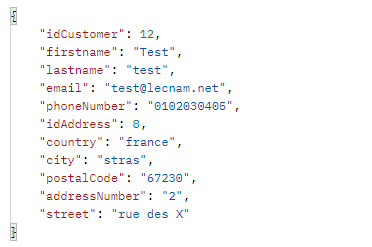 {
"idCustomer": 12,
"firstname": "Test",
"lastname": "test",
"email": "test@lecnam.net",
"phoneNumber": "0102030405",
"idAddress": 8,
"country": "france",
"city": "stras",
"postalCode": "67230",
"addressNumber": "2",
"street": "rue des X"
}